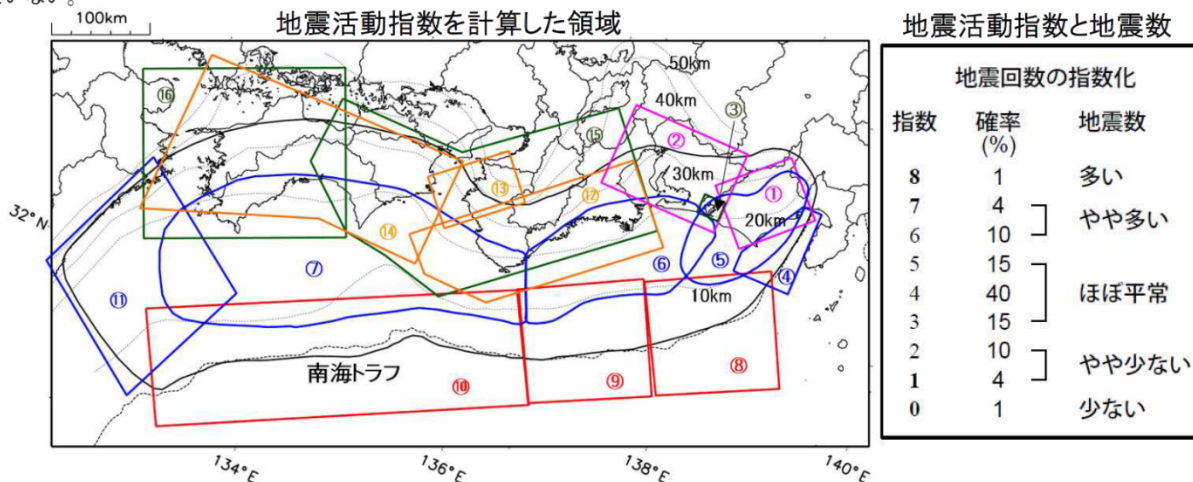 いない。
100km
地震活動指数を計算した領域
地震活動指数と地震数
50km
40km
③
⑯
⑮
②
30km
⑬
⑫
①
20km
32°N
⑭
⑦
⑥
⑤
④
⑪
10km
南海トラフ
⑩
⑨
⑧
134°E
136°E
138°E
140°E
地震回数の指数化
指数 確率 地震数
(%)
8 1 多い
7 4 やや多い
6 10
5 15
4 40 ほぼ平常
3 15
2 10 やや少ない
1 4
0 1 少ない